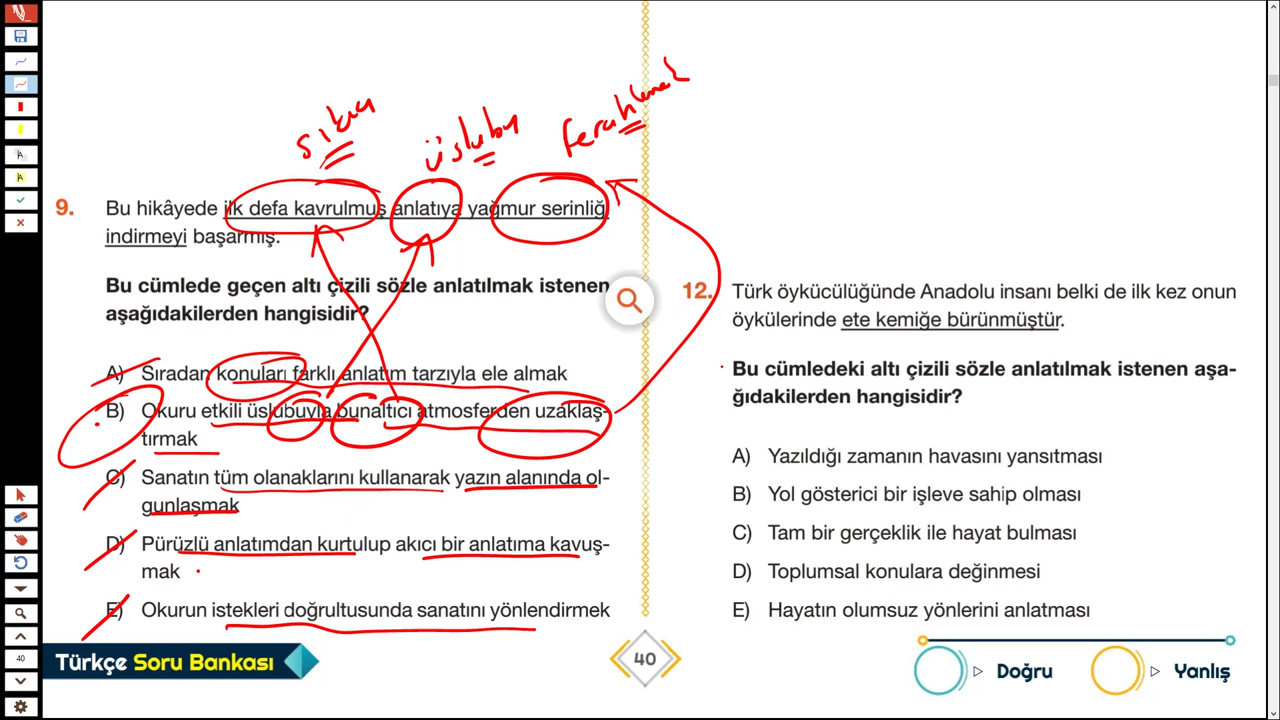 sıkıcı
üslubu
ferahlamak
9. Bu hikâyede ilk defa kavrulmuş anlatıya yağmur serinliği
indirmeyi başarmış.
Bu cümlede geçen altı çizili sözle anlatılmak istenen
aşağıdakilerden hangisidir?
A) Sıradan konuları farklı anlatım tarzıyla ele almak
B) Okuru etkili üslubuyla bunaltıcı atmosferden uzaklaş-
tırmak
C) Sanatın tüm olanaklarını kullanarak yazın alanında ol-
gunlaşmak
D) Pürüzlü anlatımdan kurtulup akıcı bir anlatıma kavuş-
mak
E) Okurun istekleri doğrultusunda sanatını yönlendirmek
12. Türk öykücülüğünde Anadolu insanı belki de ilk kez onun
öykülerinde ete kemiğe bürünmüştür.
Bu cümledeki altı çizili sözle anlatılmak istenen aşa-
ğıdakilerden hangisidir?
A) Yazıldığı zamanın havasını yansıtması
B) Yol gösterici bir işleve sahip olması
C) Tam bir gerçeklik ile hayat bulması
D) Toplumsal konulara değinmesi
E) Hayatın olumsuz yönlerini anlatması
Türkçe Soru Bankası
40
Doğru
Yanlış
40